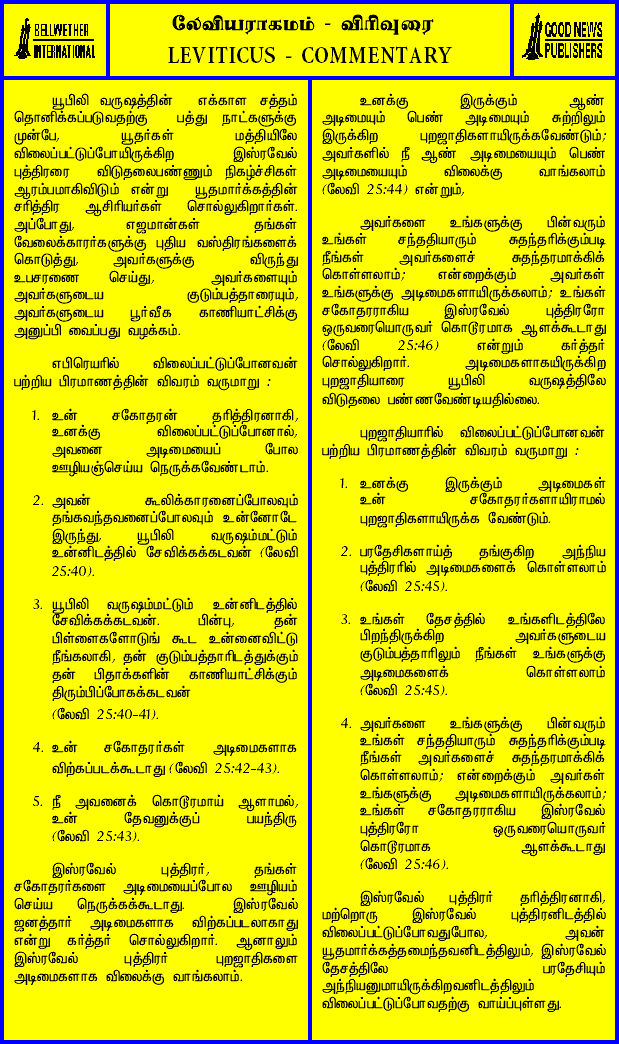 BELLWETHER
INTERNATIONAL
லேவியராகமம் - விரிவுரை
LEVITICUS - COMMENTARY
GOOD NEWS
PUBLISHERS
யூபிலி வருஷத்தின் எக்காள சத்தம்
தொனிக்கப்படுவதற்கு பத்து நாட்களுக்கு
முன்பே, யூதர்கள் மத்தியிலே
விலைப்பட்டுப்போயிருக்கிற இஸ்ரவேல்
புத்திரரை விடுதலைபண்ணும் நிகழ்ச்சிகள்
ஆரம்பமாகிவிடும் என்று யூதமார்க்கத்தின்
சரித்திர ஆசிரியர்கள் சொல்லுகிறார்கள்.
அப்போது, எஜமான்கள் தங்கள்
வேலைக்காரர்களுக்கு புதிய வஸ்திரங்களைக்
கொடுத்து, அவர்களுக்கு விருந்து
உபசரணை செய்து, அவர்களையும்
அவர்களுடைய குடும்பத்தாரையும்,
அவர்களுடைய பூர்வீக காணியாட்சிக்கு
அனுப்பி வைப்பது வழக்கம்.
எபிரெயரில் விலைப்பட்டுப்போனவன்
பற்றிய பிரமாணத்தின் விவரம் வருமாறு :
1. உன் சகோதரன் தரித்திரனாகி,
உனக்கு விலைப்பட்டுப்போனால்,
அவனை அடிமையைப் போல
ஊழியஞ்செய்ய நெருக்கவேண்டாம்.
2. அவன் கூலிக்காரனைப்போலவும்
தங்கவந்தவனைப்போலவும் உன்னோடே
இருந்து, யூபிலி வருஷம்மட்டும்
உன்னிடத்தில் சேவிக்கக்கடவன் (லேவி
25:40).
3. யூபிலி வருஷம்மட்டும் உன்னிடத்தில்
சேவிக்கக்கடவன். பின்பு, தன்
பிள்ளைகளோடுங் கூட உன்னைவிட்டு
நீங்கலாகி, தன் குடும்பத்தாரிடத்துக்கும்
தன் பிதாக்களின் காணியாட்சிக்கும்
திரும்பிப்போகக்கடவன்
(லேவி 25:40-41).
4. உன் சகோதரர்கள் அடிமைகளாக
விற்கப்படக்கூடாது (லேவி 25:42-43).
5. நீ அவனைக் கொடூரமாய் ஆளாமல்,
உன் தேவனுக்குப் பயந்திரு
(லேவி 25:43).
இஸ்ரவேல் புத்திரர், தங்கள்
சகோதரர்களை அடிமையைப்போல ஊழியம்
செய்ய நெருக்கக்கூடாது. இஸ்ரவேல்
ஜனத்தார் அடிமைகளாக விற்கப்படலாகாது
என்று கர்த்தர் சொல்லுகிறார். ஆனாலும்
இஸ்ரவேல் புத்திரர் புறஜாதிகளை
அடிமைகளாக விலைக்கு வாங்கலாம்.
உனக்கு இருக்கும் ஆண்
அடிமையும் பெண் அடிமையும் சுற்றிலும்
இருக்கிற புறஜாதிகளாயிருக்கவேண்டும்;
அவர்களில் நீ ஆண் அடிமையையும் பெண்
அடிமையையும் விலைக்கு வாங்கலாம்
(லேவி 25:44) என்றும்,
அவர்களை உங்களுக்கு பின்வரும்
உங்கள் சந்ததியாரும் சுதந்தரிக்கும்படி
நீங்கள் அவர்களைச் சுதந்தரமாக்கிக்
கொள்ளலாம்; என்றைக்கும் அவர்கள்
உங்களுக்கு அடிமைகளாயிருக்கலாம்; உங்கள்
சகோதரராகிய இஸ்ரவேல் புத்திரரோ
ஒருவரையொருவர் கொடூரமாக ஆளக்கூடாது
(லேவி 25:46) என்றும் கர்த்தர்
சொல்லுகிறார். அடிமைகளாகயிருக்கிற
புறஜாதியாரை யூபிலி வருஷத்திலே
விடுதலை பண்ணவேண்டியதில்லை.
புறஜாதியாரில் விலைப்பட்டுப்போனவன்
பற்றிய பிரமாணத்தின் விவரம் வருமாறு :
1. உனக்கு இருக்கும் அடிமைகள்
உன் சகோதரர்களாயிராமல்
புறஜாதிகளாயிருக்க வேண்டும்.
2. பரதேசிகளாய்த் தங்குகிற அந்நிய
புத்திரரில் அடிமைகளைக் கொள்ளலாம்
(லேவி 25:45).
3. உங்கள் தேசத்தில் உங்களிடத்திலே
பிறந்திருக்கிற அவர்களுடைய
குடும்பத்தாரிலும் நீங்கள் உங்களுக்கு
அடிமைகளைக் கொள்ளலாம்
(லேவி 25:45).
4. அவர்களை உங்களுக்கு பின்வரும்
உங்கள் சந்ததியாரும் சுதந்தரிக்கும்படி
நீங்கள் அவர்களைச் சுதந்தரமாக்கிக்
கொள்ளலாம்; என்றைக்கும் அவர்கள்
உங்களுக்கு அடிமைகளாயிருக்கலாம்;
உங்கள் சகோதரராகிய இஸ்ரவேல்
புத்திரரோ ஒருவரையொருவர்
கொடூரமாக ஆளக்கூடாது
(லேவி 25:46).
இஸ்ரவேல் புத்திரர் தரித்திரனாகி,
மற்றொரு இஸ்ரவேல் புத்திரனிடத்தில்
விலைப்பட்டுப்போவதுபோல, அவன்
யூதமார்க்கத்தமைந்தவனிடத்திலும், இஸ்ரவேல்
தேசத்திலே பரதேசியும்
அந்நியனுமாயிருக்கிறவனிடத்திலும்
விலைப்பட்டுப்போவதற்கு வாய்ப்புள்ளது.